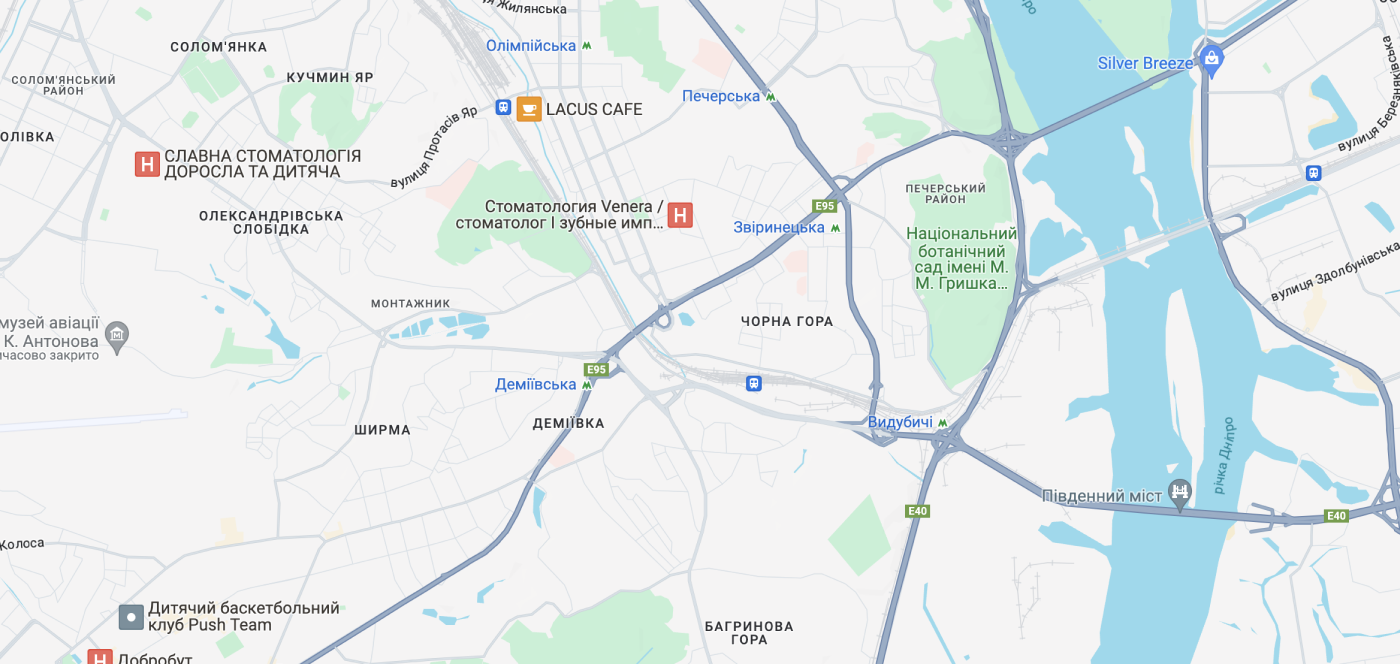 Жилянська
Дніпро
СОЛОМ'ЯНКА
Олімпійська
Silver Breeze
КУЧМИН ЯР
СОЛОМ'ЯНСЬКИЙ
РАЙОН
Печерська
LACUS CAFE
вулиця Березняківська
вулиця Протасів Яр
ОЛІВКА
СЛАВНА СТОМАТОЛОГІЯ
ДОРОСЛА ТА ДИТЯЧА
ПЕЧЕРСЬКИЙ
РАЙОН
Стоматология Venera /
стоматолог I зубные имп...
E95
ОЛЕКСАНДРІВСЬКА
СЛОБІДКА
Звіринецька
Національний
ботанічний
сад імені М.
М. Гришка...
вулиця Здолбунівська
МОНТАЖНИК
музей авіації
К. Антонова
ичасово закрито
ЧОРНА ГОРА
E95
Деміївська
ШИРМА
ДЕМІЇВКА
Видубичі
річка Дніпро
Південний міст
E40
E40
Колоса
Дитячий баскетбольний
клуб Push Team
БАГРИНОВА
ГОРА
Добробут